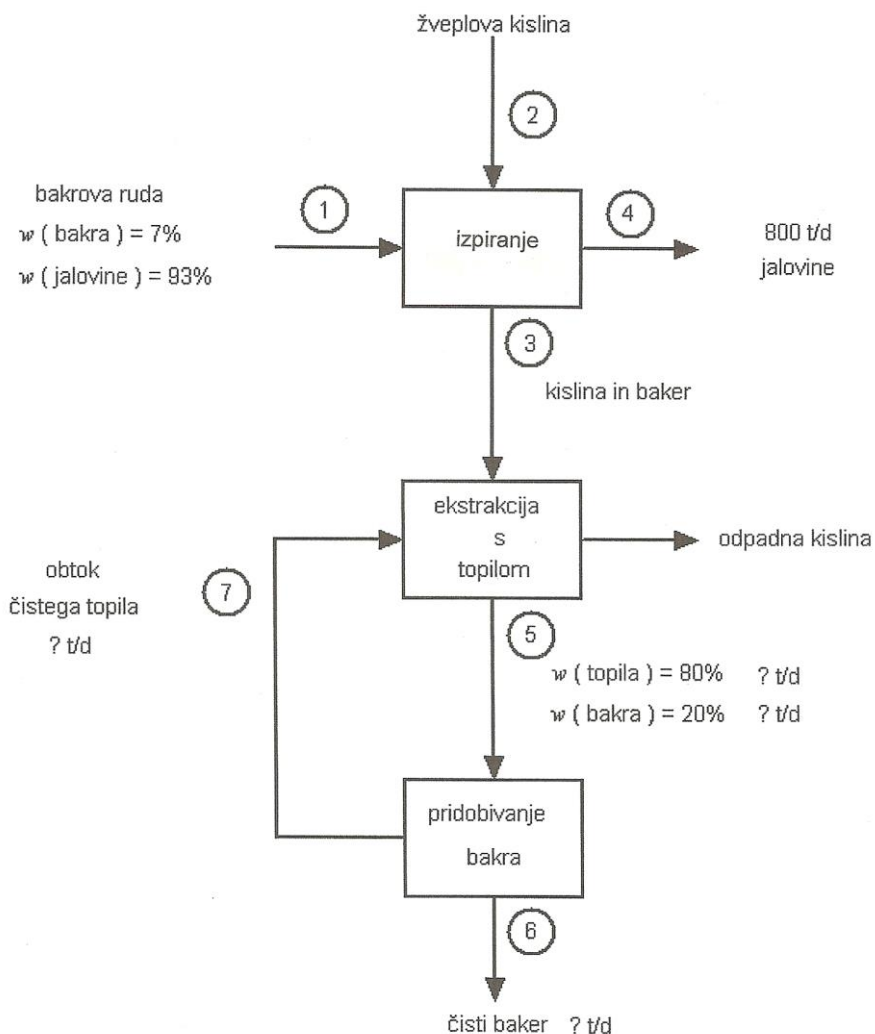 žveplova kislina
2
bakrova ruda
w ( bakra ) = 7%
w ( jalovine ) = 93%
1
izpiranje
4
800 t/d
jalovine
3
kislina in baker
ekstrakcija
s
topilom
odpadna kislina
obtok
čistega topila
? t/d
7
5
w ( topila ) = 80% ? t/d
w ( bakra ) = 20% ? t/d
pridobivanje
bakra
6
čisti baker ? t/d